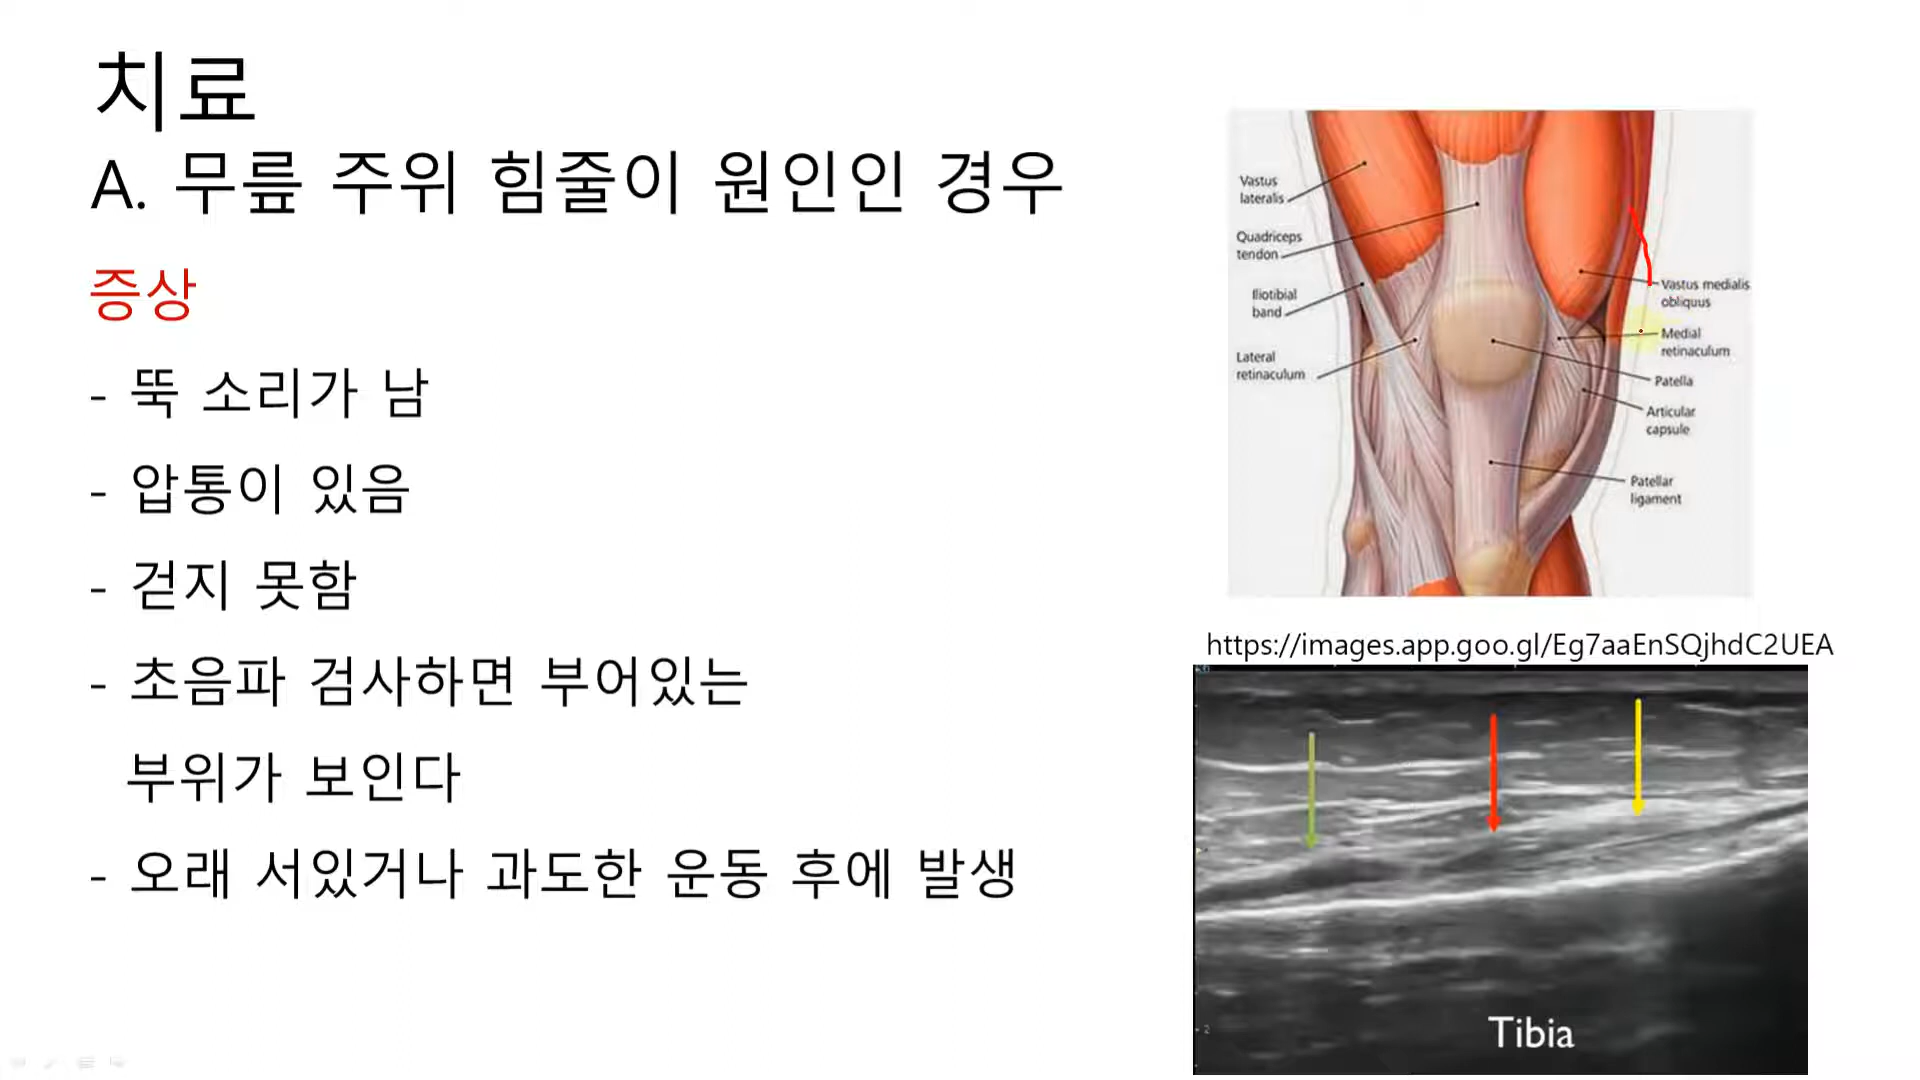 치료
A. 무릎 주위 힘줄이 원인인 경우
증상
- 뚝 소리가 남
- 압통이 있음
- 걷지 못함
- 초음파 검사하면 부어있는
부위가 보인다
- 오래 서있거나 과도한 운동 후에 발생
Vastus
lateralis
Quadriceps
tendon
Iliotibial
band
Lateral
retinaculum
Vastus medialis
obliquus
Medial
retinaculum
Patella
Articular
capsule
Patellar
ligament
https://images.app.goo.gl/Eg7aaEnSQjhdC2UEA
2
Tibia